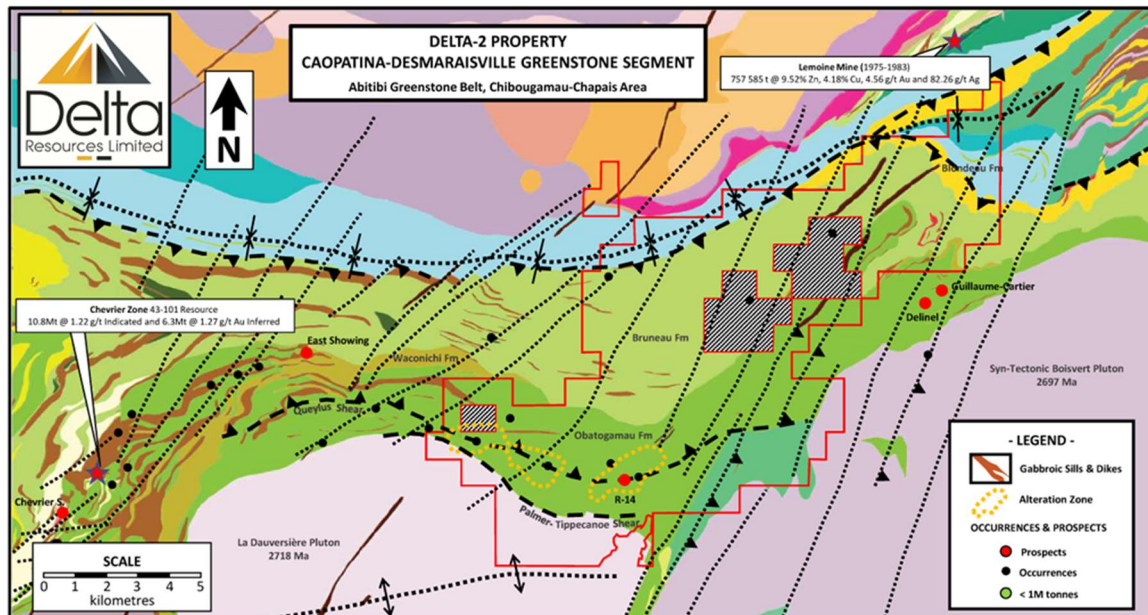 Delta
Resources Limited
N
DELTA-2 PROPERTY
CAOPATINA-DESMARAISVILLE GREENSTONE SEGMENT
Abitibi Greenstone Belt, Chibougamau-Chapais Area
Lemoine Mine (1975-1983)
757 585 t @ 9.52% Zn, 4.18% Cu, 4.56 g/t Au and 82.26 g/t Ag
Blondeau Fm
Chevrier Zone 43-101 Resource
10.8Mt @ 1.22 g/t Indicated and 6.3Mt @ 1.27 g/t Au Inferred
Guillaume-Cartier
Delinel
East Showing
Waconichi Fm
Bruneau Fm
Syn-Tectonic Boisvert Pluton
2697 Ma
Queylus Shear
Obatogamau Fm
R-14
Chevrier S.
Palmer-Tippecanoe Shear
La Dauversière Pluton
2718 Ma
SCALE
0 1 2 3 4 5
kilometres
- LEGEND -
Gabbroic Sills & Dikes
Alteration Zone
OCCURRENCES & PROSPECTS
Prospects
Occurrences
< 1M tonnes